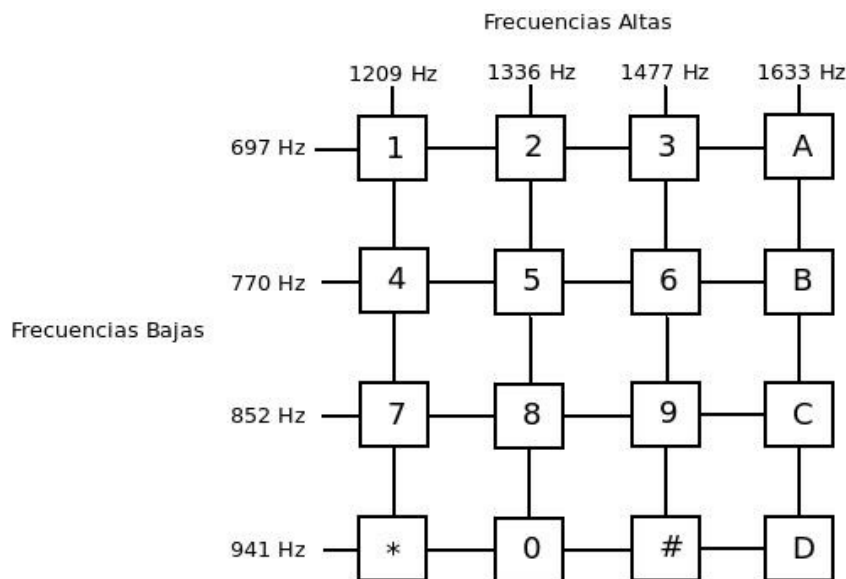 Frecuencias Altas
1209 Hz 1336 Hz 1477 Hz 1633 Hz
697 Hz 1 2 3 A
770 Hz 4 5 6 B
Frecuencias Bajas
852 Hz 7 8 9 C
941 Hz * 0 # D